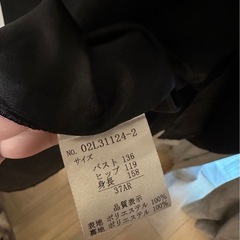 No. 02L31124-2
サイズ
バスト 136
ヒップ 119
身長 158
37AR
品質表示
表地 ポリエステル 100%
裏地 ポリエステル 100%